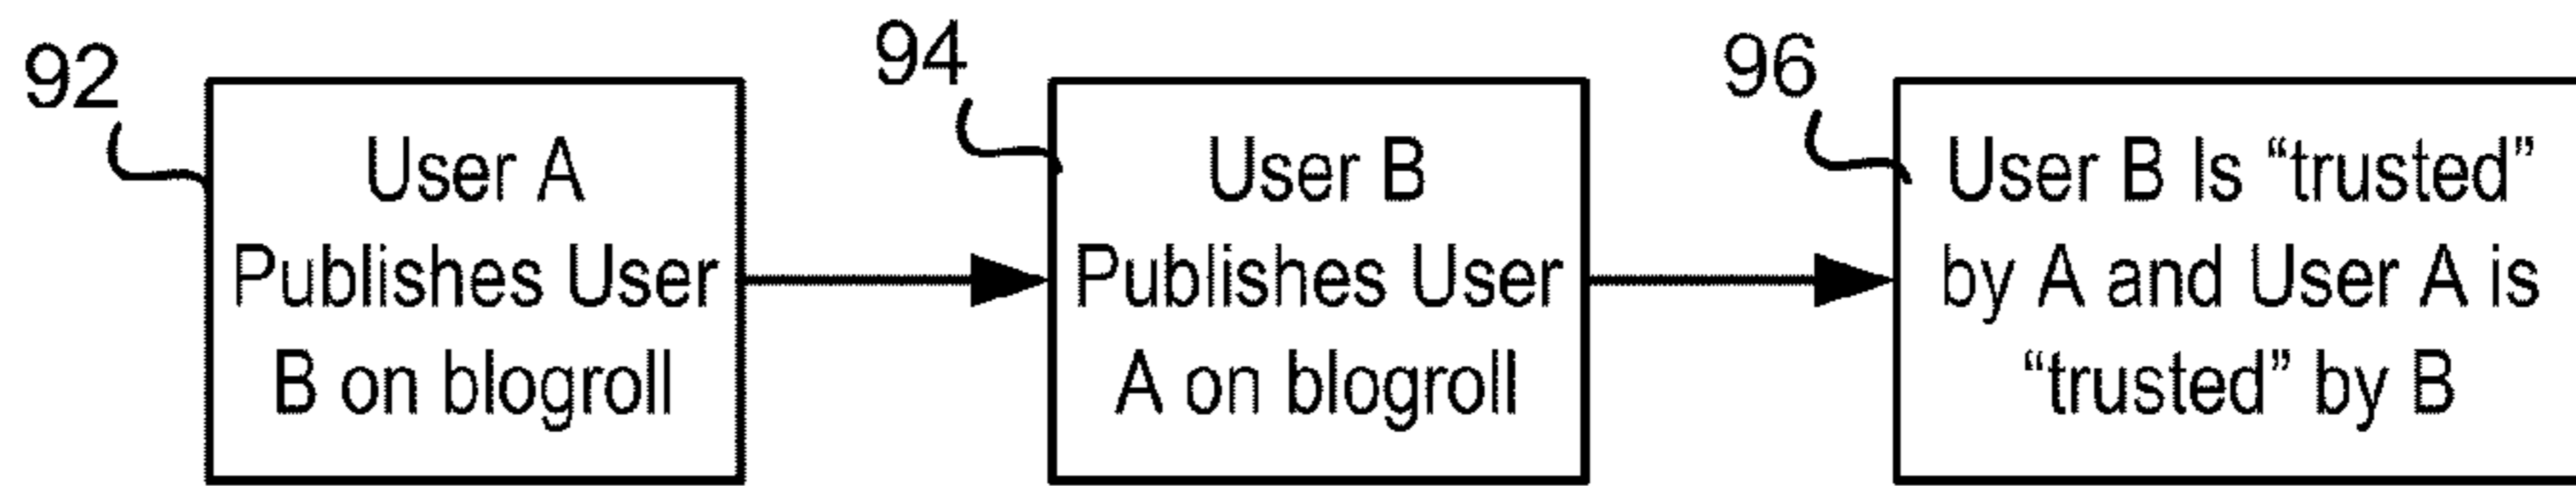 92
User A
Publishes User
B on blogroll
94
User B
Publishes User
A on blogroll
96
User B Is “trusted”
by A and User A is
“trusted” by B